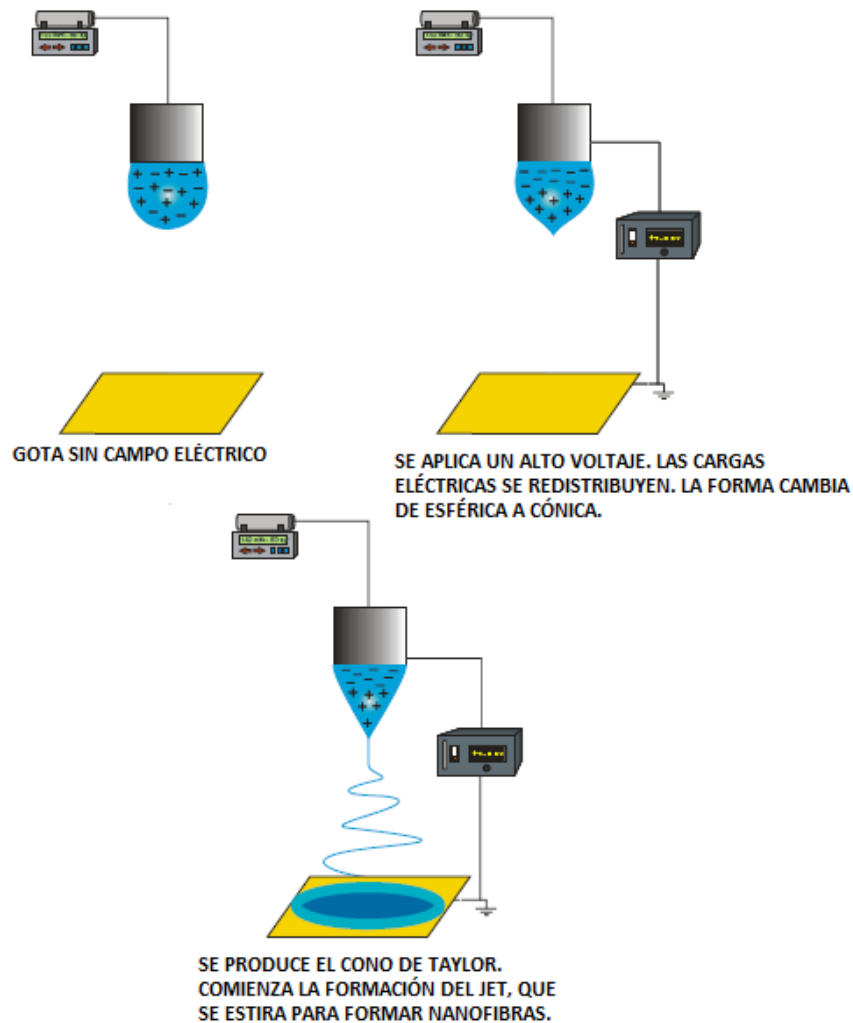 GOTA SIN CAMPO ELÉCTRICO
SE APLICA UN ALTO VOLTAJE. LAS CARGAS
ELÉCTRICAS SE REDISTRIBUYEN. LA FORMA CAMBIA
DE ESFÉRICA A CÓNICA.
SE PRODUCE EL CONO DE TAYLOR.
COMIENZA LA FORMACIÓN DEL JET, QUE
SE ESTIRA PARA FORMAR NANOFIBRAS.